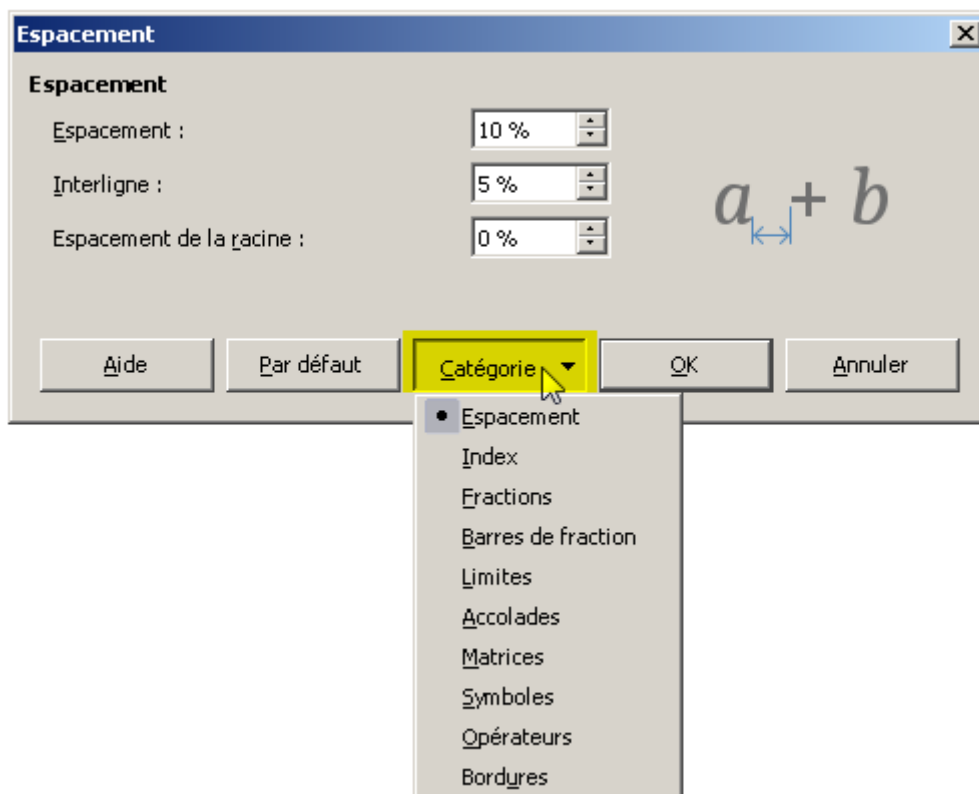 Espacement
Espacement
Espacement :
10 %
Interligne :
5 %
Espacement de la racine :
0 %
a + b
Aide
Par défaut
Catégorie
OK
Annuler
Espacement
Index
Fractions
Barres de fraction
Limites
Accolades
Matrices
Symboles
Opérateurs
Bordures